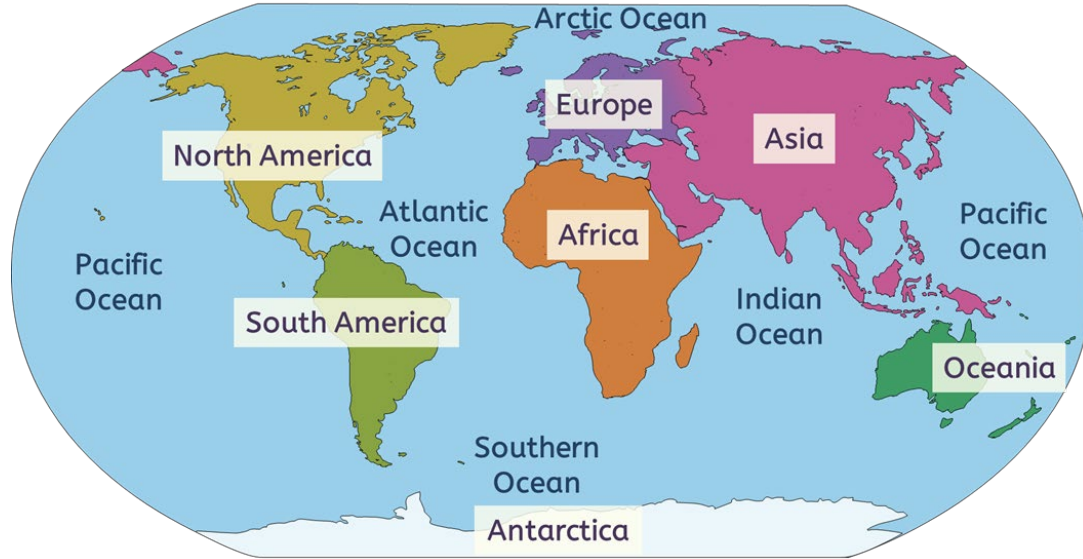 Arctic Ocean
Europe
Asia
North America
Atlantic
Ocean
Africa
Pacific
Ocean
Pacific
Ocean
Indian
Ocean
South America
Oceania
Southern
Ocean
Antarctica